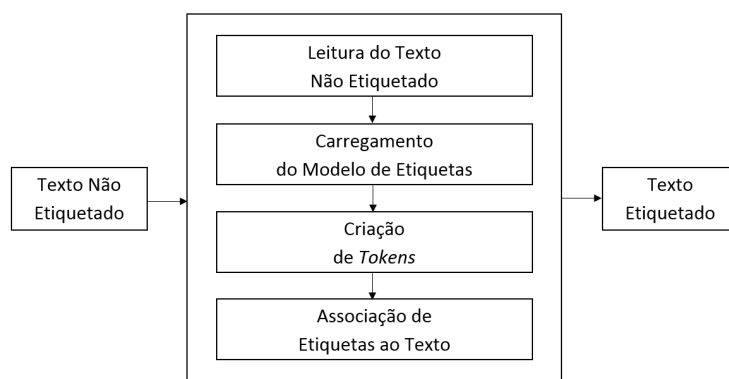 Texto Não
Etiquetado
Leitura do Texto
Não Etiquetado
Carregamento
do Modelo de Etiquetas
Criação
de Tokens
Associação de
Etiquetas ao Texto
Texto
Etiquetado